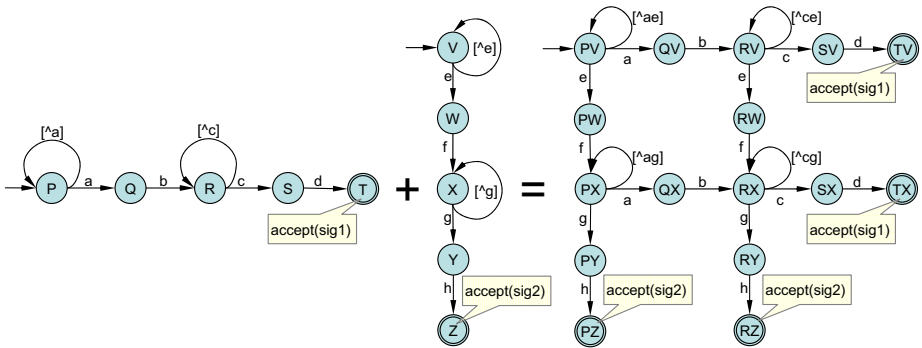 [^a]
P
a
Q
b
[^c]
R
c
S
d
T
accept(sig1)
+
V
[^e]
e
W
f
X
[^g]
g
Y
h
Z
accept(sig2)
=
[^ae]
PV
a
QV
b
[^ce]
RV
c
SV
d
TV
accept(sig1)
e
PW
f
e
RW
f
[^ag]
PX
a
QX
b
[^cg]
RX
c
SX
d
TX
accept(sig1)
g
PY
h
PZ
accept(sig2)
g
RY
h
RZ
accept(sig2)